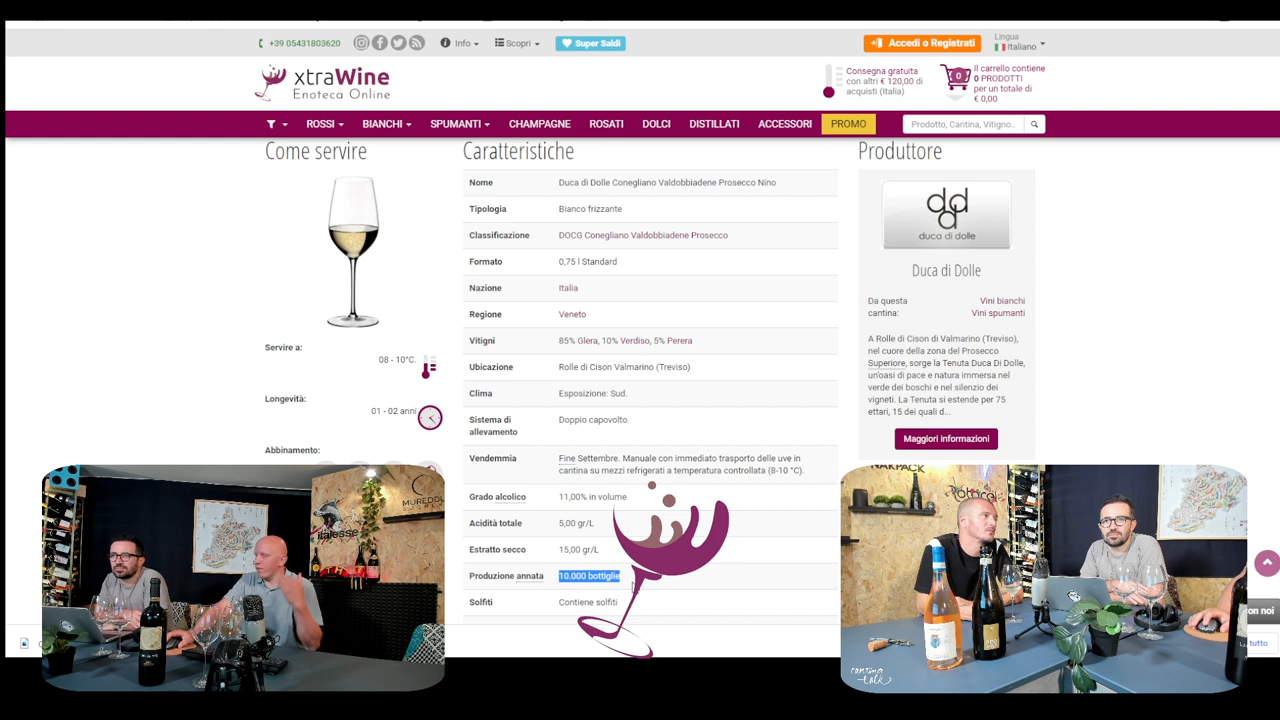 +39 05431803620
Info
Scopri
Super Saldi
Accedi o Registrati
Lingua
Italiano
xtraWine
Enoteca Online
Consegna gratuita
con altri € 120,00 di
acquisti (Italia)
0
Il carrello contiene
0 PRODOTTI
per un totale di
€ 0,00
ROSSI
BIANCHI
SPUMANTI
CHAMPAGNE
ROSATI
DOLCI
DISTILLATI
ACCESSORI
PROMO
Prodotto, Cantina, Vitigno..
Come servire
Servire a:
08 - 10°C.
Longevità:
01 - 02 anni
Abbinamento:
Caratteristiche
Nome Duca di Dolle Conegliano Valdobbiadene Prosecco Nino
Tipologia Bianco frizzante
Classificazione DOCG Conegliano Valdobbiadene Prosecco
Formato 0,75 l Standard
Nazione Italia
Regione Veneto
Vitigni 85% Glera, 10% Verdiso, 5% Perera
Ubicazione Rolle di Cison Valmarino (Treviso)
Clima Esposizione: Sud.
Sistema di
allevamento Doppio capovolto.
Vendemmia Fine Settembre. Manuale con immediato trasporto delle uve in
cantina su mezzi refrigerati a temperatura controllata (8-10 °C).
Grado alcolico 11,00% in volume
Acidità totale 5,00 gr/L
Estratto secco 15,00 gr/L
Produzione annata 10.000 bottiglie
Solfiti Contiene solfiti
Produttore
ddd
duca di dolle
Duca di Dolle
Da questa
cantina:
Vini bianchi
Vini spumanti
A Rolle di Cison di Valmarino (Treviso),
nel cuore della zona del Prosecco
Superiore, sorge la Tenuta Duca Di Dolle,
un'oasi di pace e natura immersa nel
verde dei boschi e nel silenzio dei
vigneti. La Tenuta si estende per 75
ettari, 15 dei quali d...
Maggiori informazioni
italesse
cantina
talk
on noi
tutto